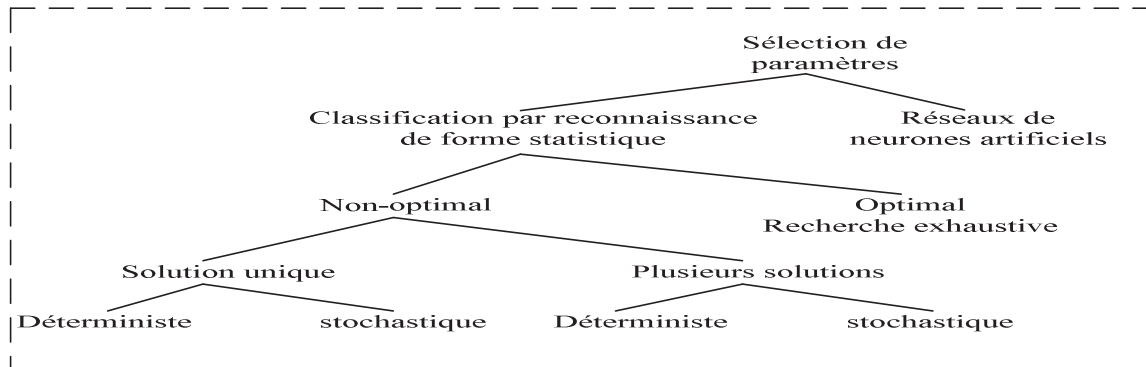 Sélection de
paramètres
Classification par reconnaissance
de forme statistique
Réseaux de
neurones artificiels
Non-optimal
Optimal
Recherche exhaustive
Solution unique
Plusieurs solutions
Déterministe
stochastique
Déterministe
stochastique